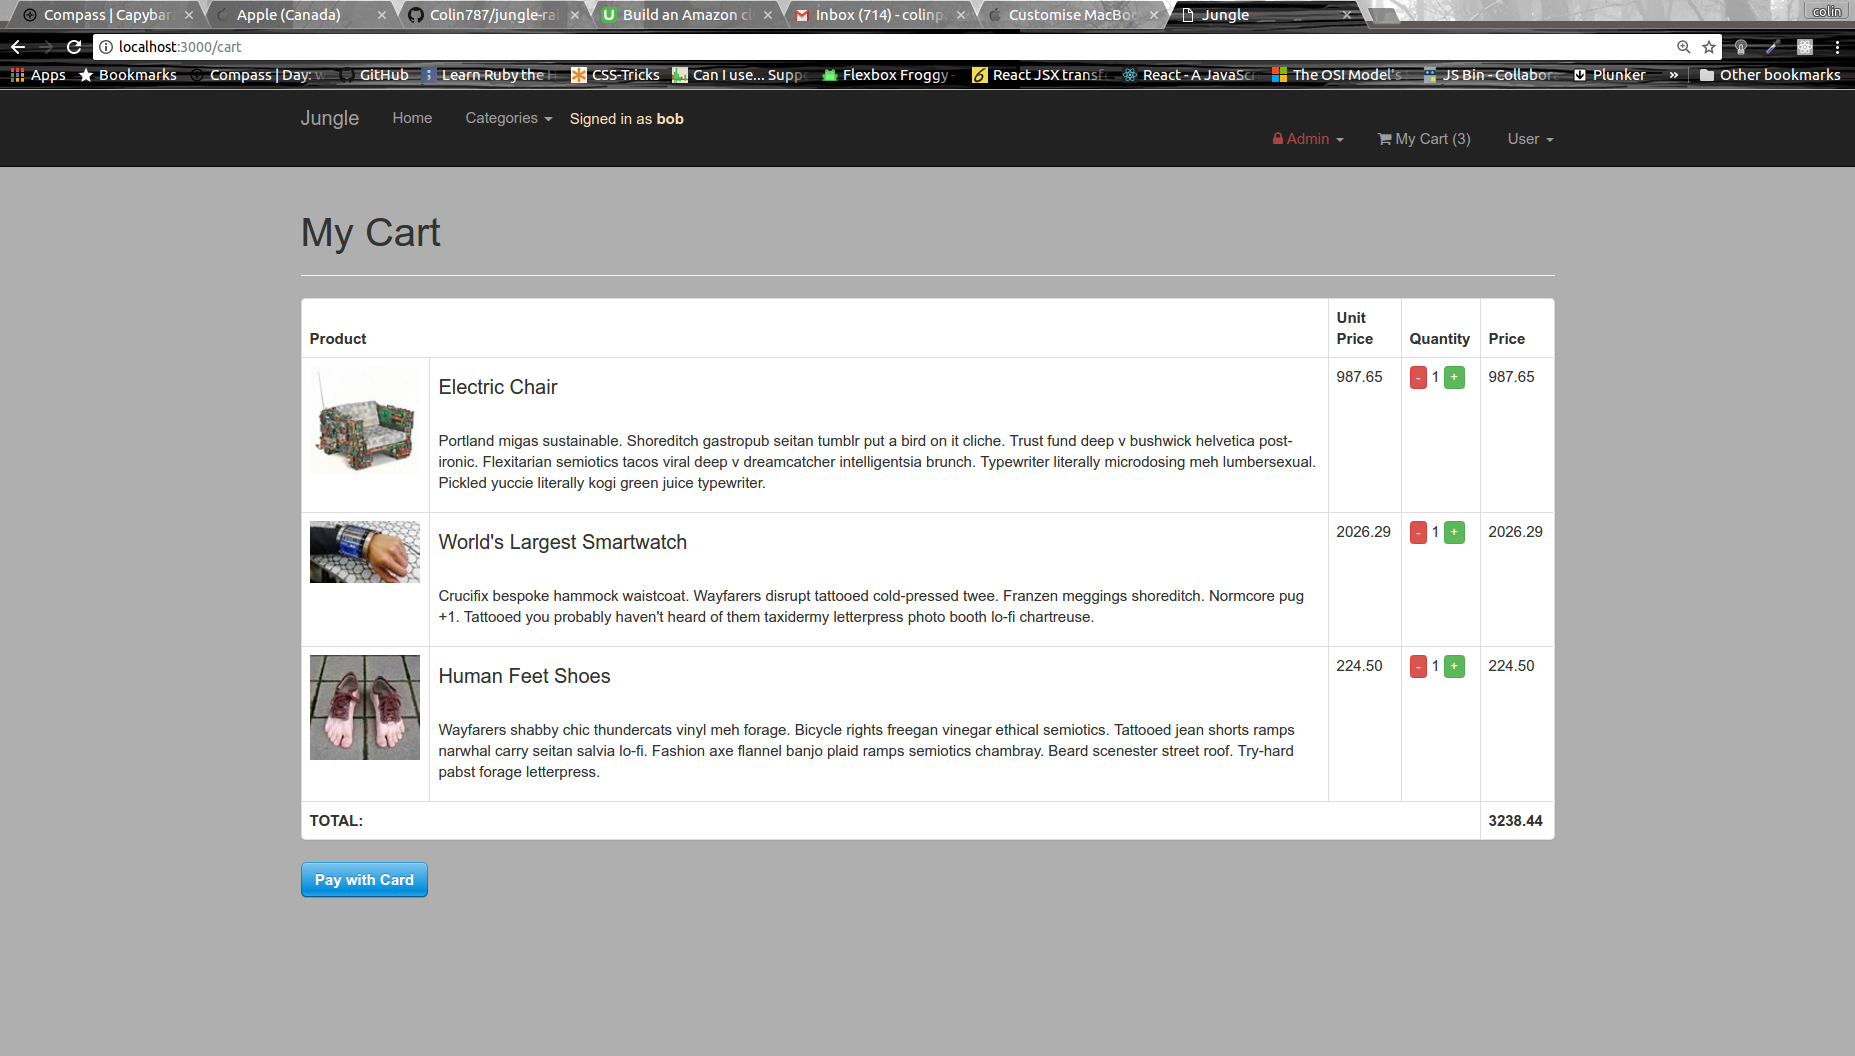 Compass | Capybar
Apple (Canada)
Colin787/jungle-rai
Build an Amazon cl
Inbox (714) - colinp
Customise MacBoo
Jungle
colin
localhost:3000/cart
Apps
Bookmarks
Compass | Day: w
GitHub
Learn Ruby the
CSS-Tricks
Can I use... Supp
Flexbox Froggy -
React JSX transf
React - A JavaScr
The OSI Model's
JS Bin - Collabor
Plunker
»
Other bookmarks
Jungle
Home
Categories
Signed in as bob
Admin
My Cart (3)
User
My Cart
Product
Unit
Price
Quantity
Price
Electric Chair
987.65
- 1 +
987.65
Portland migas sustainable. Shoreditch gastropub seitan tumblr put a bird on it cliche. Trust fund deep v bushwick helvetica post-
ironic. Flexitarian semiotics tacos viral deep v dreamcatcher intelligentsia brunch. Typewriter literally microdosing meh lumbersexual.
Pickled yuccie literally kogi green juice typewriter.
World's Largest Smartwatch
2026.29
- 1 +
2026.29
Crucifix bespoke hammock waistcoat. Wayfarers disrupt tattooed cold-pressed twee. Franzen meggings shoreditch. Normcore pug
+1. Tattooed you probably haven't heard of them taxidermy letterpress photo booth lo-fi chartreuse.
Human Feet Shoes
224.50
- 1 +
224.50
Wayfarers shabby chic thundercats vinyl meh forage. Bicycle rights freegan vinegar ethical semiotics. Tattooed jean shorts ramps
narwhal carry seitan salvia lo-fi. Fashion axe flannel banjo plaid ramps semiotics chambray. Beard scenester street roof. Try-hard
pabst forage letterpress.
TOTAL:
3238.44
Pay with Card